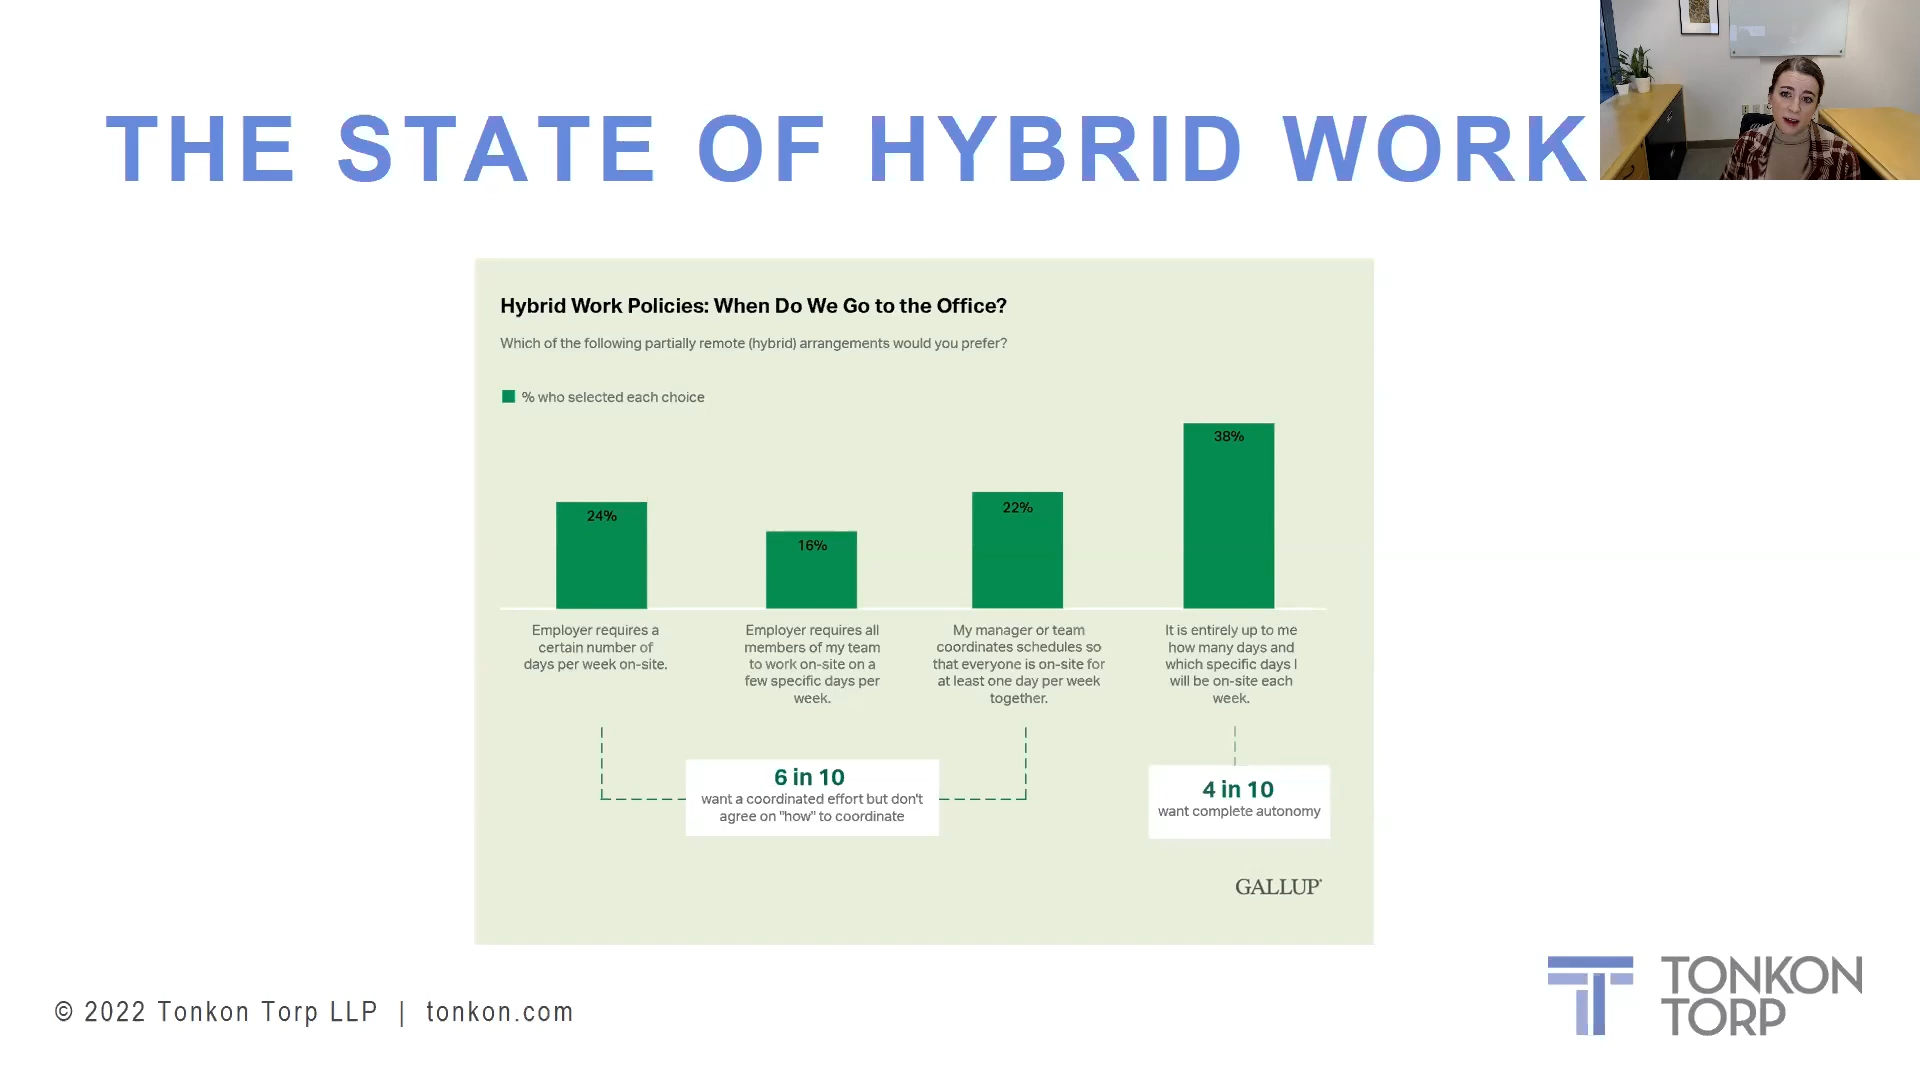 THE STATE OF HYBRID WORK
Hybrid Work Policies: When Do We Go to the Office?
Which of the following partially remote (hybrid) arrangements would you prefer?
% who selected each choice
24%
16%
22%
38%
Employer requires a
certain number of
days per week on-site.
Employer requires all
members of my team
to work on-site on a
few specific days per
week.
My manager or team
coordinates schedules so
that everyone is on-site for
at least one day per week
together.
It is entirely up to me
how many days and
which specific days I
will be on-site each
week.
6 in 10
want a coordinated effort but don't
agree on "how" to coordinate
4 in 10
want complete autonomy
GALLUP®
© 2022 Tonkon Torp LLP | tonkon.com
TONKON
TORP